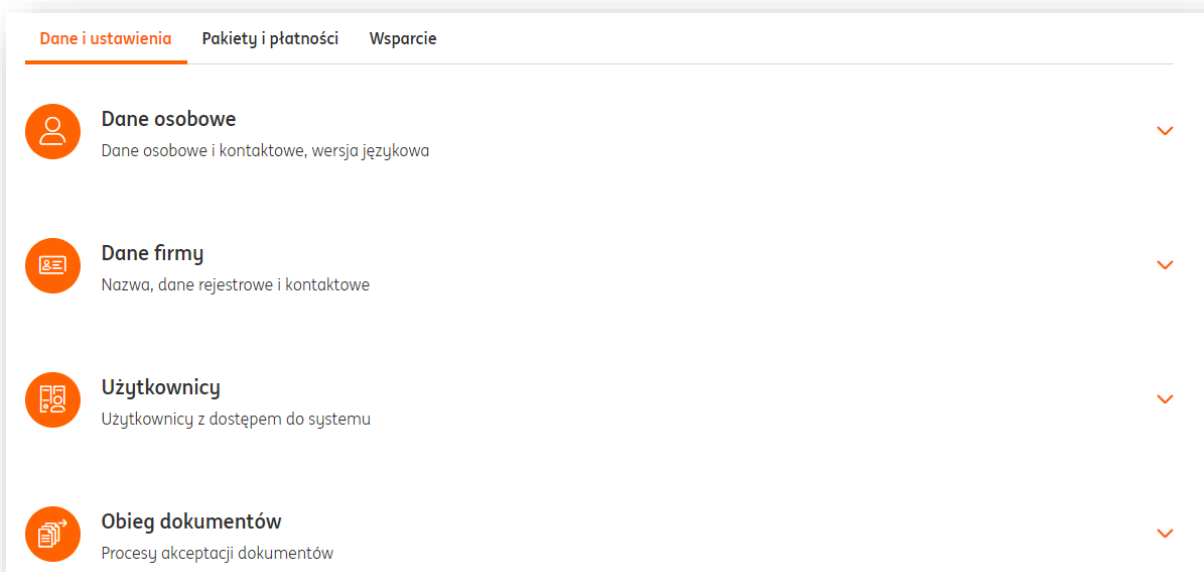 Dane i ustawienia Pakiety i płatności Wsparcie
Dane osobowe
Dane osobowe i kontaktowe, wersja językowa
Dane firmy
Nazwa, dane rejestrowe i kontaktowe
Użytkownicy
Użytkownicy z dostępem do systemu
Obieg dokumentów
Procesy akceptacji dokumentów